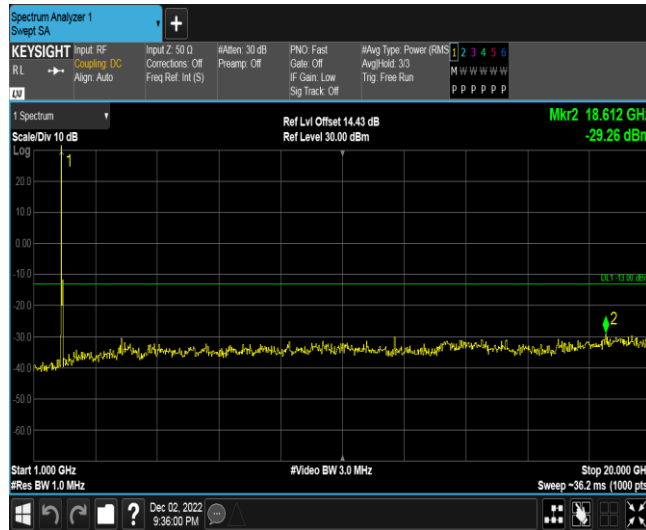 Spectrum Analyzer 1
Swept SA
+
KEYSIGHT Input: RF Input Z: 50 Ω #Atten: 30 dB PNO: Fast #Avg Type: Power (RMS 1 2 3 4 5 6
RL Coupling: DC Corrections: Off Preamp: Off Gate: Off Avg|Hold: 3/3 M W W W W W
Align: Auto Freq Ref: Int (S) IF Gain: Low Trig: Free Run
LXI Sig Track: Off P P P P P P
1 Spectrum Ref Lvl Offset 14.43 dB Mkr2 18.612 GHz
Scale/Div 10 dB Ref Level 30.00 dBm -29.26 dBm
Log
1
20.0
10.0
0.00
-10.0
DL1 -13.00 dBm
-20.0
2
-30.0
-40.0
-50.0
-60.0
Start 1.000 GHz #Video BW 3.0 MHz Stop 20.000 GHz
#Res BW 1.0 MHz Sweep ~36.2 ms (1000 pts)
? Dec 02, 2022
9:36:00 PM